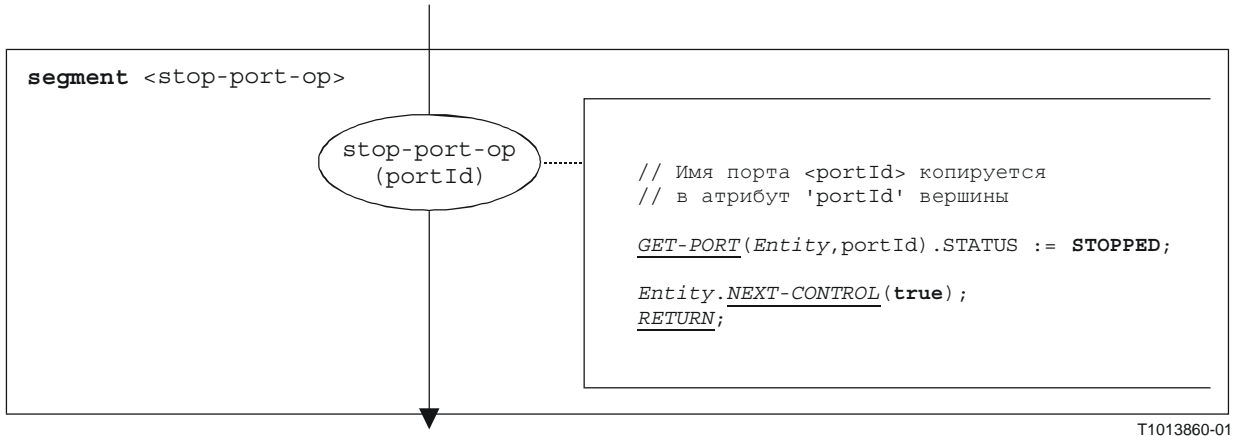 segment <stop-port-op>
stop-port-op
(portId)
// Имя порта <portId> копируется
// в атрибут 'portId' вершины
GET-PORT(Entity,portId).STATUS := STOPPED;
Entity.NEXT-CONTROL(true);
RETURN;
T1013860-01